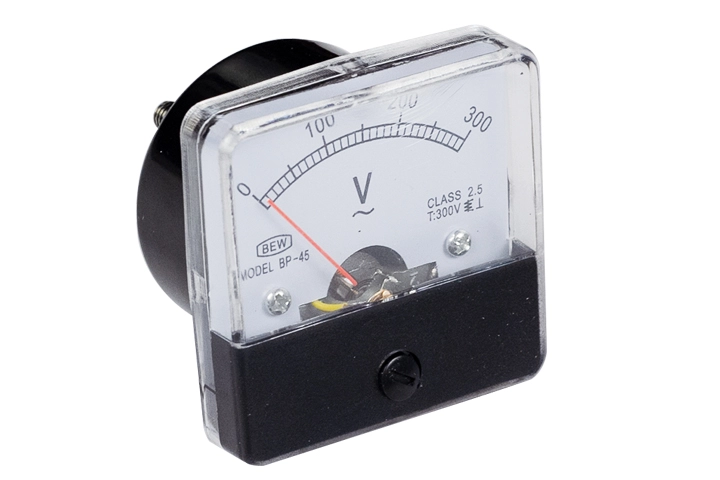 0 100 200 300
V
~
CLASS 2.5
T:300V
BEW
MODEL BP-45